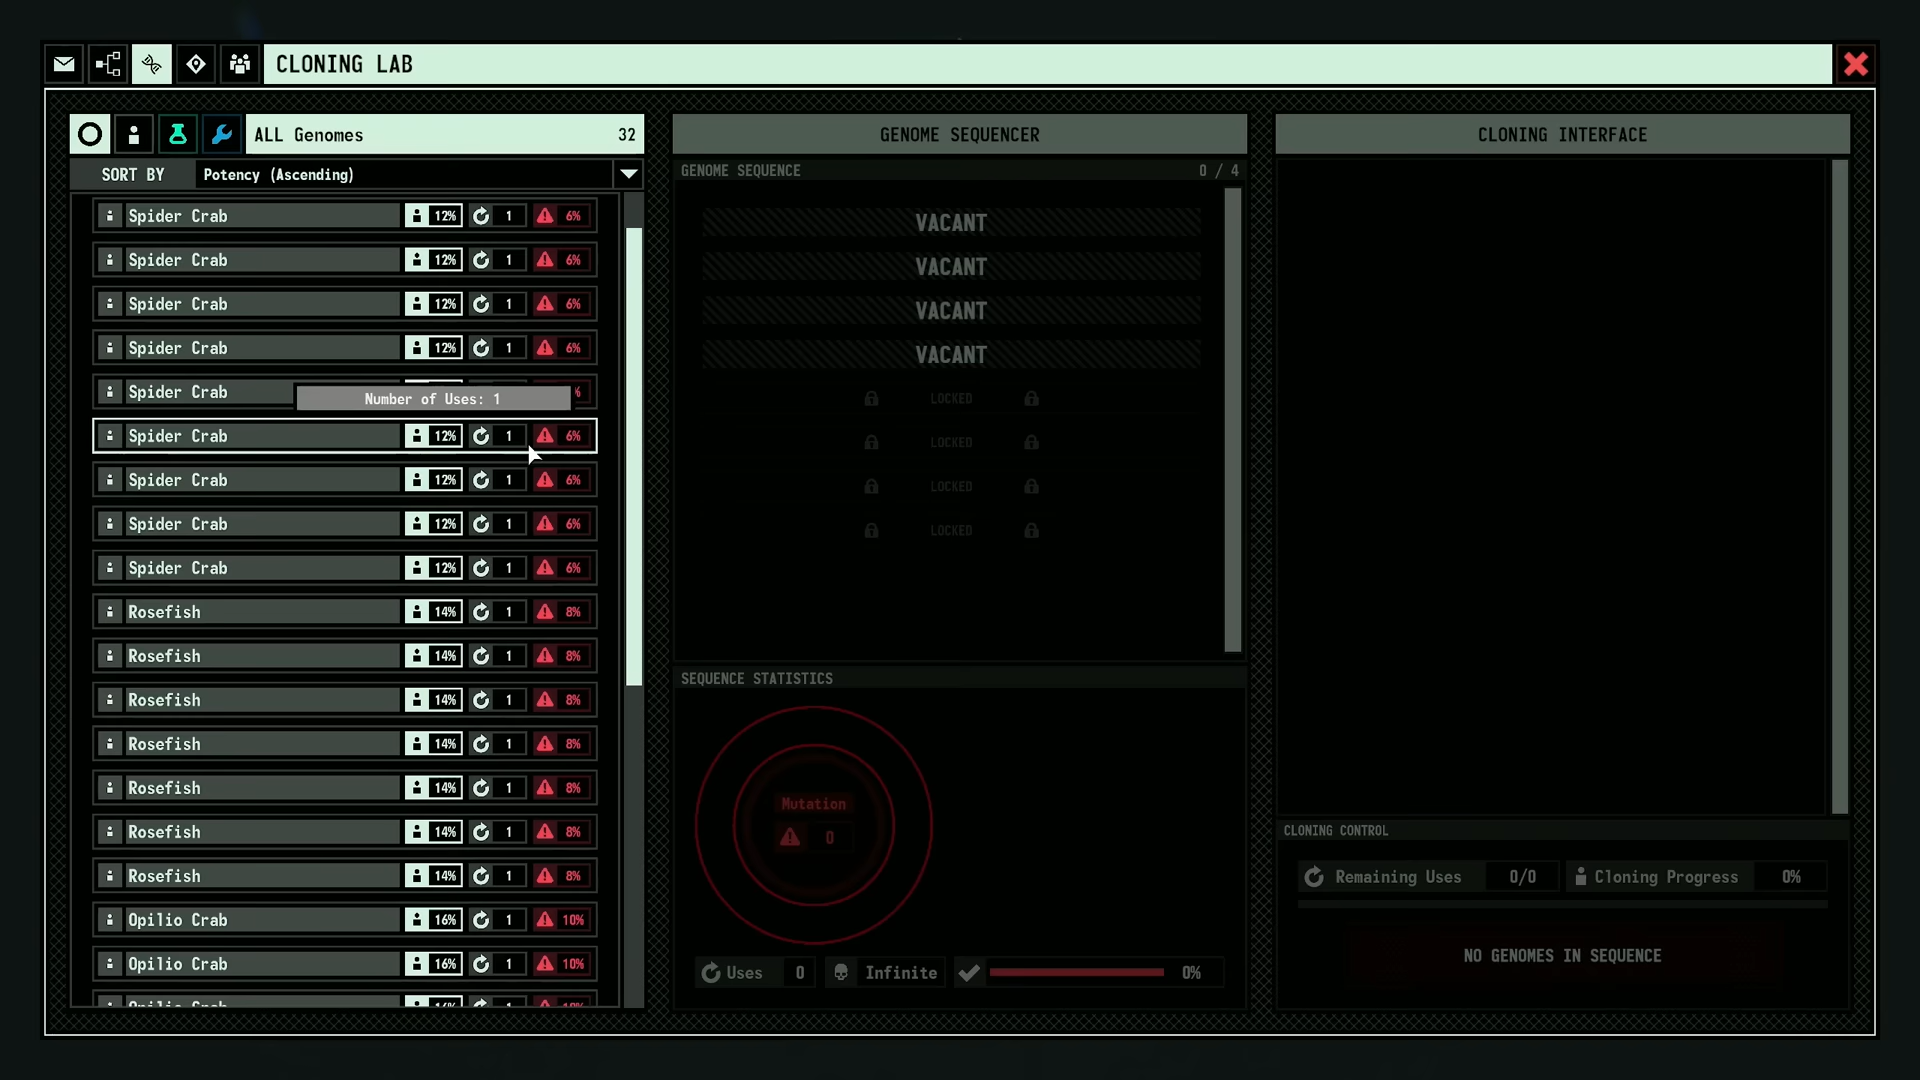 CLONING LAB
ALL Genomes 32
SORT BY Potency (Ascending)
Spider Crab 12% 1 6%
Spider Crab 12% 1 6%
Spider Crab 12% 1 6%
Spider Crab 12% 1 6%
Spider Crab
Number of Uses: 1
Spider Crab 12% 1 6%
Spider Crab 12% 1 6%
Spider Crab 12% 1 6%
Spider Crab 12% 1 6%
Rosefish 14% 1 8%
Rosefish 14% 1 8%
Rosefish 14% 1 8%
Rosefish 14% 1 8%
Rosefish 14% 1 8%
Rosefish 14% 1 8%
Rosefish 14% 1 8%
Opilio Crab 16% 1 10%
Opilio Crab 16% 1 10%
Opilio Crab 16% 1 10%
GENOME SEQUENCER
GENOME SEQUENCE 0 / 4
VACANT
VACANT
VACANT
VACANT
LOCKED
LOCKED
LOCKED
LOCKED
SEQUENCE STATISTICS
Mutation
0
Uses 0 Infinite 0%
CLONING INTERFACE
CLONING CONTROL
Remaining Uses 0/0 Cloning Progress 0%
NO GENOMES IN SEQUENCE